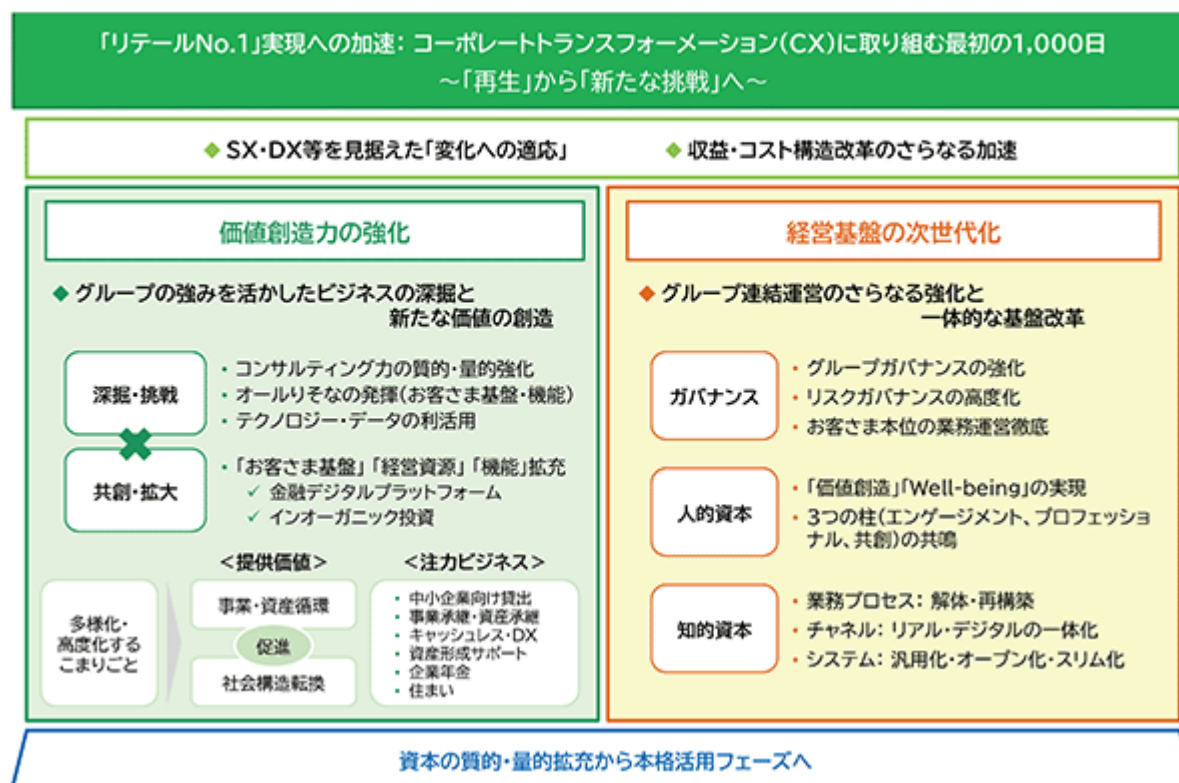 「リテールNo.1」実現への加速: コーポレートトランスフォーメーション(CX)に取り組む最初の1,000日
～「再生」から「新たな挑戦」へ～
◆ SX・DX等を見据えた「変化への適応」
◆ 収益・コスト構造改革のさらなる加速
価値創造力の強化
◆ グループの強みを活かしたビジネスの深掘と
新たな価値の創造
深掘・挑戦
・コンサルティング力の質的・量的強化
・オールりそなの発揮(お客さま基盤・機能)
・テクノロジー・データの利活用
共創・拡大
・「お客さま基盤」「経営資源」「機能」拡充
✓ 金融デジタルプラットフォーム
✓ インオーガニック投資
多様化・
高度化する
こまりごと
<提供価値>
事業・資産循環
促進
社会構造転換
<注力ビジネス>
・中小企業向け貸出
・事業承継・資産承継
・キャッシュレス・DX
・資産形成サポート
・企業年金
・住まい
経営基盤の次世代化
◆ グループ連結運営のさらなる強化と
一体的な基盤改革
ガバナンス
・グループガバナンスの強化
・リスクガバナンスの高度化
・お客さま本位の業務運営徹底
人的資本
・「価値創造」「Well-being」の実現
・3つの柱(エンゲージメント、プロフェッショ
ナル、共創)の共鳴
知的資本
・業務プロセス: 解体・再構築
・チャネル: リアル・デジタルの一体化
・システム: 汎用化・オープン化・スリム化
資本の質的・量的拡充から本格活用フェーズへ